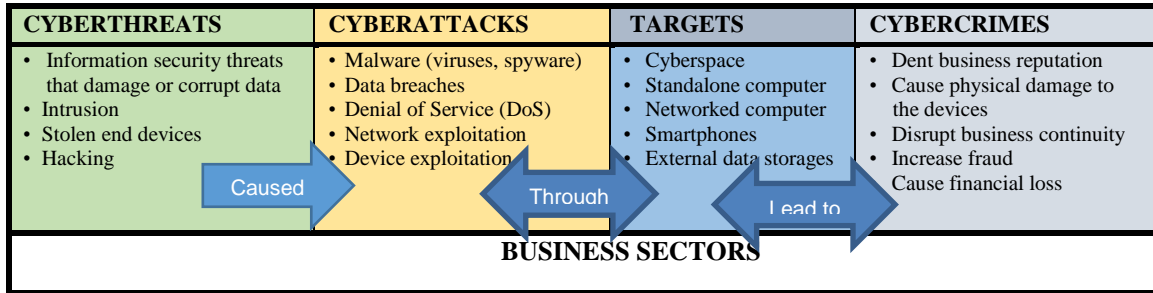 CYBERTHREATS
• Information security threats
that damage or corrupt data
• Intrusion
• Stolen end devices
• Hacking
Caused
CYBERATTACKS
• Malware (viruses, spyware)
• Data breaches
• Denial of Service (DoS)
• Network exploitation
• Device exploitation
Through
TARGETS
• Cyberspace
• Standalone computer
• Networked computer
• Smartphones
• External data storages
Lead to
CYBERCRIMES
• Dent business reputation
• Cause physical damage to
the devices
• Disrupt business continuity
• Increase fraud
Cause financial loss
BUSINESS SECTORS